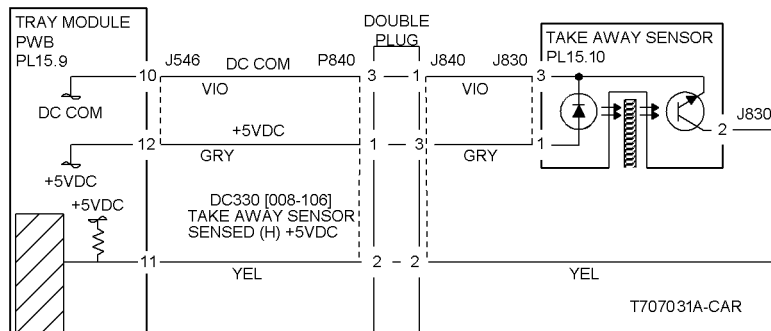 TRAY MODULE
PWB
PL15.9
DOUBLE
PLUG
TAKE AWAY SENSOR
PL15.10
10 J546 DC COM P840 3 1 J840 J830 3
VIO VIO
DC COM
J830
2
12 +5VDC 1 3 1
GRY GRY
+5VDC
+5VDC
DC330 [008-106]
TAKE AWAY SENSOR
SENSED (H) +5VDC
11 2 2
YEL YEL
T707031A-CAR